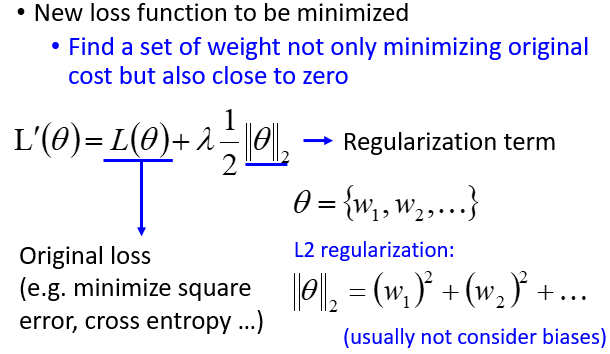 • New loss function to be minimized
• Find a set of weight not only minimizing original
cost but also close to zero
L′(θ) = L(θ) + λ 1/2 ‖θ‖₂ → Regularization term
θ = {w₁, w₂, …}
Original loss
(e.g. minimize square
error, cross entropy …)
L2 regularization:
‖θ‖₂ = (w₁)² + (w₂)² + …
(usually not consider biases)